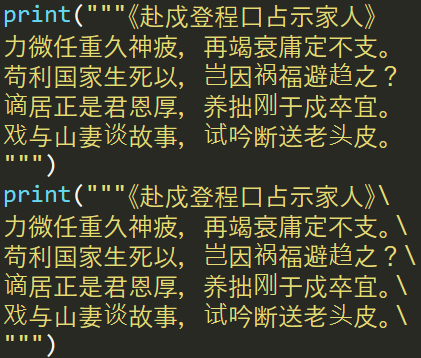 print("""《赴戍登程口占示家人》
力微任重久神疲，再竭衰庸定不支。
苟利国家生死以，岂因祸福避趋之？
谪居正是君恩厚，养拙刚于戍卒宜。
戏与山妻谈故事，试吟断送老头皮。
""")
print("""《赴戍登程口占示家人》\
力微任重久神疲，再竭衰庸定不支。\
苟利国家生死以，岂因祸福避趋之？\
谪居正是君恩厚，养拙刚于戍卒宜。\
戏与山妻谈故事，试吟断送老头皮。\
""")